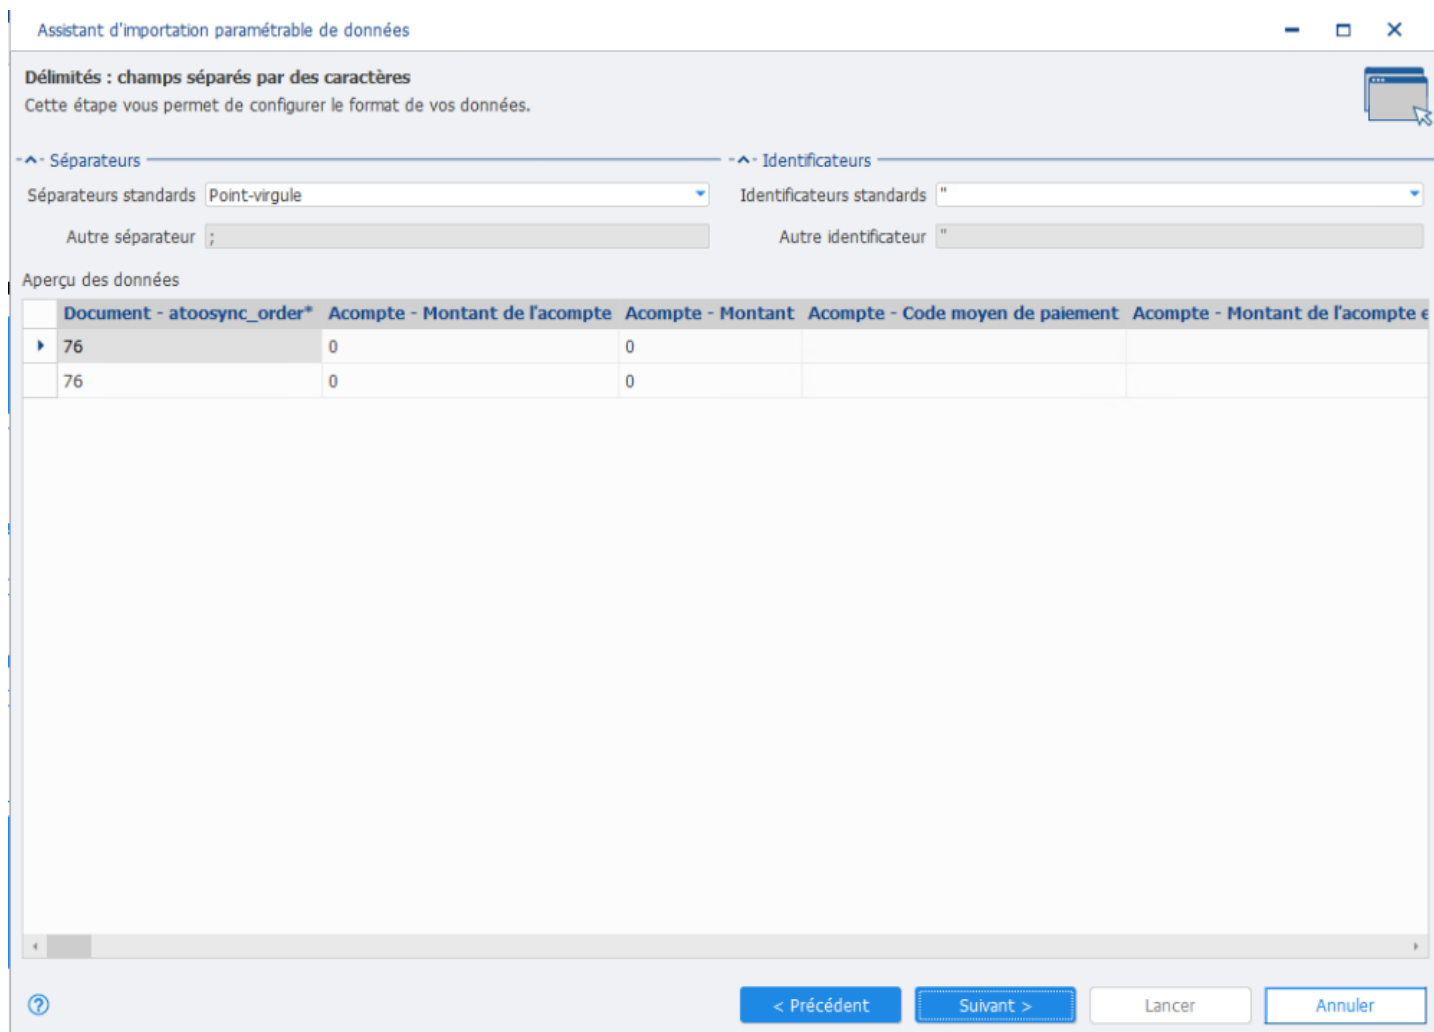 Assistant d'importation paramétrable de données
Délimités : champs séparés par des caractères
Cette étape vous permet de configurer le format de vos données.
Séparateurs
Identificateurs
Séparateurs standards Point-virgule
Identificateurs standards "
Autre séparateur ;
Autre identificateur "
Aperçu des données
Document - atoosync_order* Acompte - Montant de l'acompte Acompte - Montant Acompte - Code moyen de paiement Acompte - Montant de l'acompte e
76 0 0
76 0 0
? < Précédent Suivant > Lancer Annuler